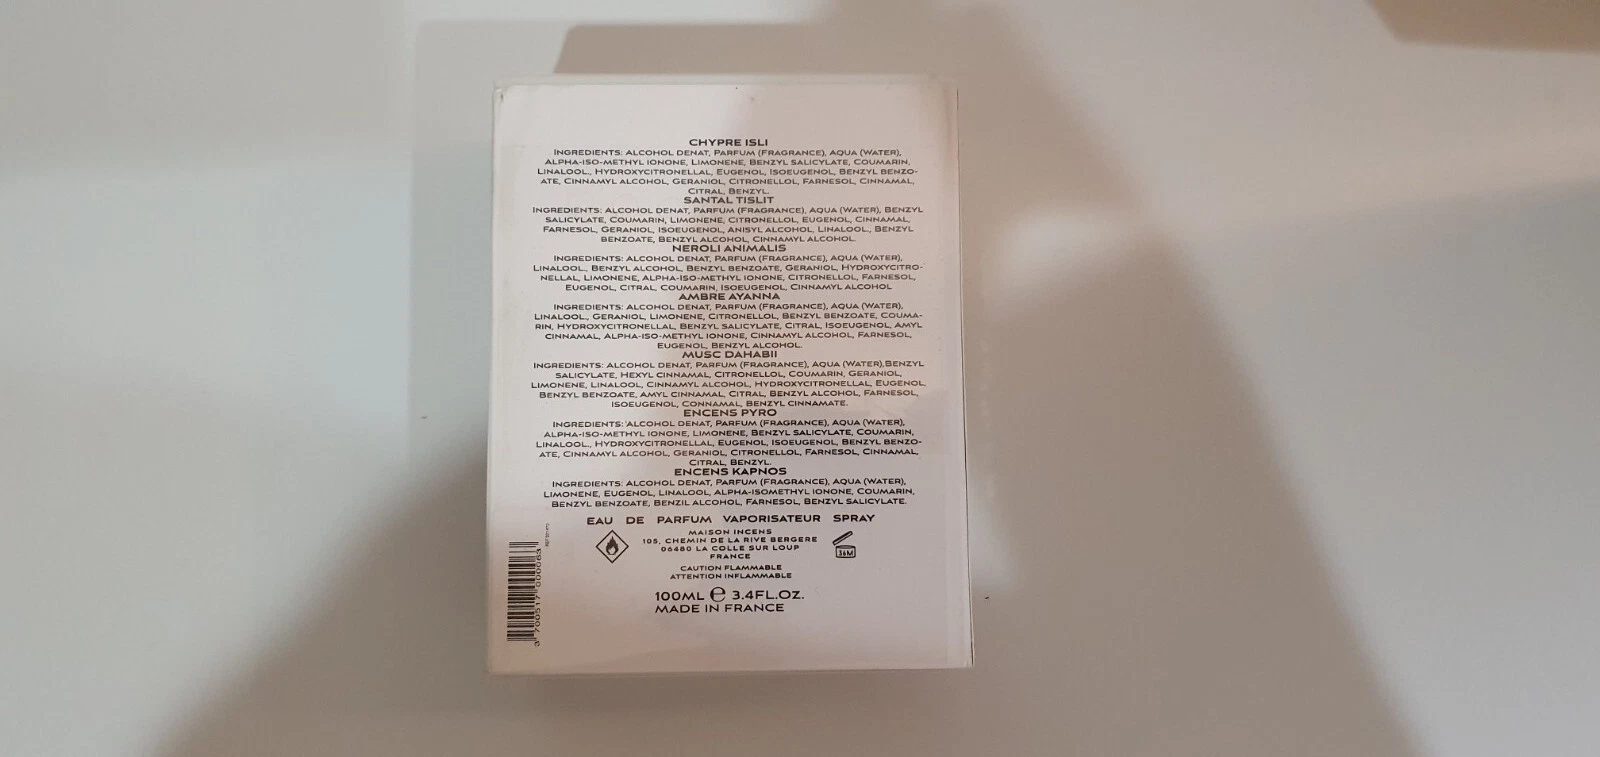 CHYPRE ISLI
INGREDIENTS: ALCOHOL DENAT, PARFUM (FRAGRANCE), AQUA (WATER),
ALPHA-ISO-METHYL IONONE, LIMONENE, BENZYL SALICYLATE, COUMARIN,
LINALOOL., HYDROXYCITRONELLAL, EUGENOL, ISOEUGENOL, BENZYL BENZO-
ATE, CINNAMYL ALCOHOL, GERANIOL, CITRONELLOL, FARNESOL, CINNAMAL,
CITRAL, BENZYL.
SANTAL TISLIT
INGREDIENTS: ALCOHOL DENAT, PARFUM (FRAGRANCE), AQUA (WATER), BENZYL
SALICYLATE, COUMARIN, LIMONENE, CITRONELLOL, EUGENOL, CINNAMAL,
FARNESOL, GERANIOL, ISOEUGENOL, ANISYL ALCOHOL, LINALOOL., BENZYL
BENZOATE, BENZYL ALCOHOL, CINNAMYL ALCOHOL.
NEROLI ANIMALIS
INGREDIENTS: ALCOHOL DENAT, PARFUM (FRAGRANCE), AQUA (WATER),
LINALOOL., BENZYL ALCOHOL, BENZYL BENZOATE, GERANIOL, HYDROXYCITRO-
NELLAL, LIMONENE, ALPHA-ISO-METHYL IONONE, CITRONELLOL, FARNESOL,
EUGENOL, CITRAL, COUMARIN, ISOEUGENOL, CINNAMYL ALCOHOL
AMBRE AYANNA
INGREDIENTS: ALCOHOL DENAT, PARFUM (FRAGRANCE), AQUA (WATER),
LINALOOL., GERANIOL, LIMONENE, CITRONELLOL, BENZYL BENZOATE, COUMA-
RIN, HYDROXYCITRONELLAL, BENZYL SALICYLATE, CITRAL, ISOEUGENOL, AMYL
CINNAMAL, ALPHA-ISO-METHYL IONONE, CINNAMYL ALCOHOL, FARNESOL,
EUGENOL, BENZYL ALCOHOL.
MUSC DAHABII
INGREDIENTS: ALCOHOL DENAT, PARFUM (FRAGRANCE), AQUA (WATER),BENZYL
SALICYLATE, HEXYL CINNAMAL, CITRONELLOL, COUMARIN, GERANIOL,
LIMONENE, LINALOOL, CINNAMYL ALCOHOL, HYDROXYCITRONELLAL, EUGENOL,
BENZYL BENZOATE, AMYL CINNAMAL, CITRAL, BENZYL ALCOHOL, FARNESOL,
ISOEUGENOL, CONNAMAL, BENZYL CINNAMATE.
ENCENS PYRO
INGREDIENTS: ALCOHOL DENAT, PARFUM (FRAGRANCE), AQUA (WATER),
ALPHA-ISO-METHYL IONONE, LIMONENE, BENZYL SALICYLATE, COUMARIN,
LINALOOL., HYDROXYCITRONELLAL, EUGENOL, ISOEUGENOL, BENZYL BENZO-
ATE, CINNAMYL ALCOHOL, GERANIOL, CITRONELLOL, FARNESOL, CINNAMAL,
CITRAL, BENZYL.
ENCENS KAPNOS
INGREDIENTS: ALCOHOL DENAT, PARFUM (FRAGRANCE), AQUA (WATER),
LIMONENE, EUGENOL, LINALOOL, ALPHA-ISOMETHYL IONONE, COUMARIN,
BENZYL BENZOATE, BENZIL ALCOHOL, FARNESOL, BENZYL SALICYLATE.
EAU DE PARFUM VAPORISATEUR SPRAY
MAISON INCENS
105, CHEMIN DE LA RIVE BERGERE
06480 LA COLLE SUR LOUP
FRANCE
36M
CAUTION FLAMMABLE
ATTENTION INFLAMMABLE
100ML ℮ 3.4FL.OZ.
MADE IN FRANCE
3 700517 000063